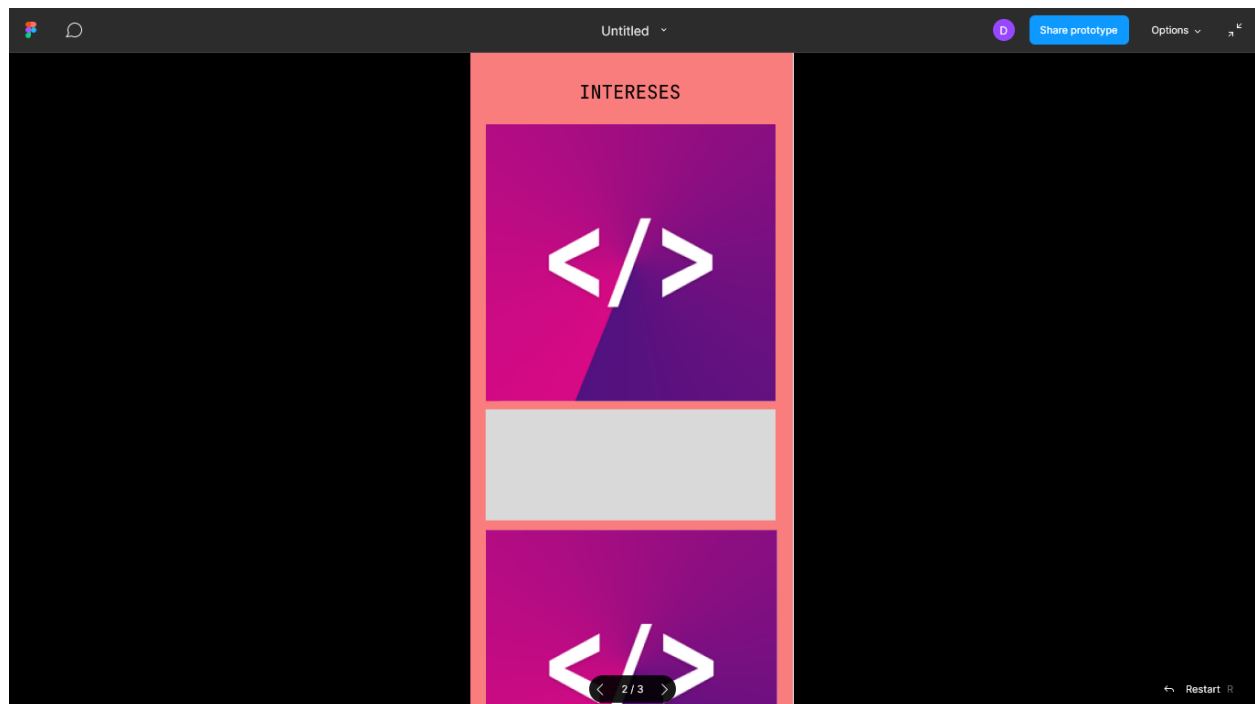 Untitled
D
Share prototype
Options
INTERESES
</>
</>
2 / 3
Restart R